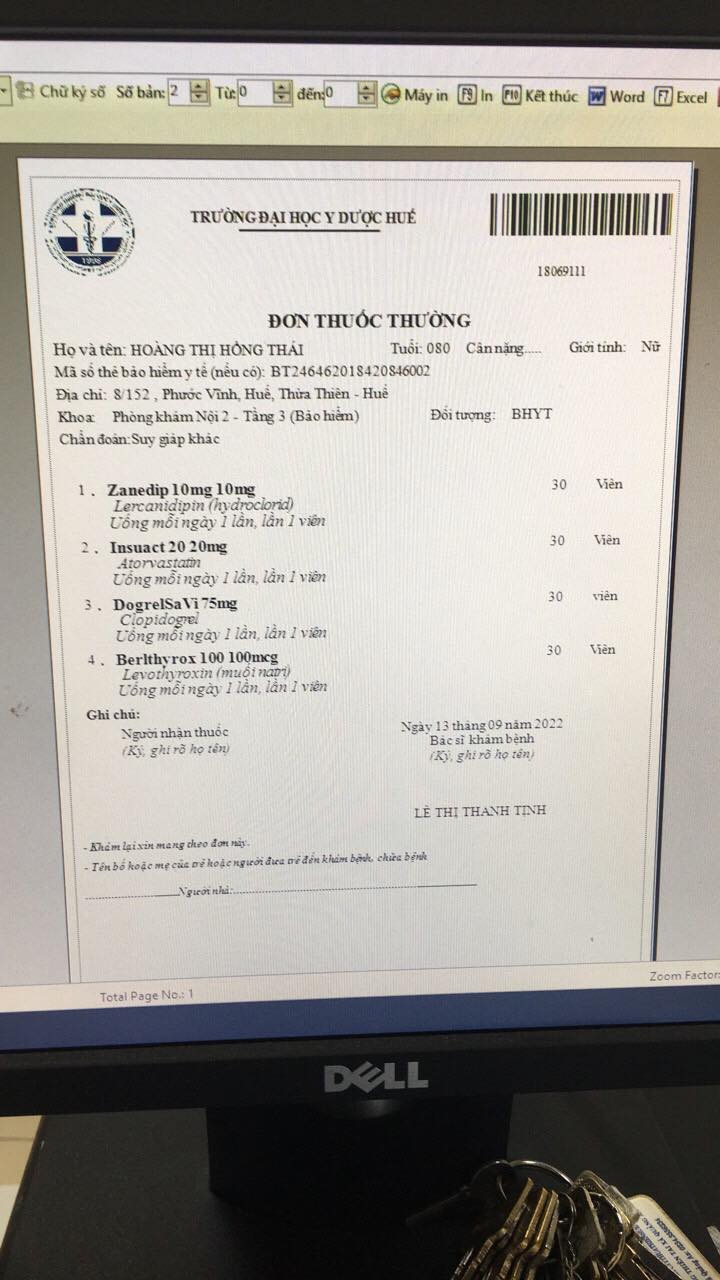 Chữ ký số Số bản: 2 Từ: 0 đến: 0 Máy in F9 In F10 Kết thúc W Word F7 Excel
TRƯỜNG ĐẠI HỌC Y DƯỢC HUẾ
18069111
ĐƠN THUỐC THƯỜNG
Họ và tên: HOÀNG THỊ HỒNG THÁI Tuổi: 080 Cân nặng..... Giới tính: Nữ
Mã số thẻ bảo hiểm y tế (nếu có): BT246462018420846002
Địa chỉ: 8/152 , Phước Vĩnh, Huế, Thừa Thiên - Huế
Khoa: Phòng khám Nội 2 - Tầng 3 (Bảo hiểm) Đối tượng: BHYT
Chẩn đoán: Suy giáp khác
1 . Zanedip 10mg 10mg 30 Viên
Lercanidipin (hydroclorid)
Uống mỗi ngày 1 lần, lần 1 viên
2 . Insuact 20 20mg 30 Viên
Atorvastatin
Uống mỗi ngày 1 lần, lần 1 viên
3 . DogrelSaVi 75mg 30 viên
Clopidogrel
Uống mỗi ngày 1 lần, lần 1 viên
4 . Berlthyrox 100 100mcg 30 Viên
Levothyroxin (muối natri)
Uống mỗi ngày 1 lần, lần 1 viên
Ghi chú:
Ngày 13 tháng 09 năm 2022
Người nhận thuốc Bác sĩ khám bệnh
(Ký, ghi rõ họ tên) (Ký, ghi rõ họ tên)
LÊ THỊ THANH TỊNH
- Khám lại xin mang theo đơn này.
- Tên bố hoặc mẹ của trẻ hoặc người đưa trẻ đến khám bệnh, chữa bệnh
Người nhà:
Total Page No.: 1 Zoom Factor:
DELL